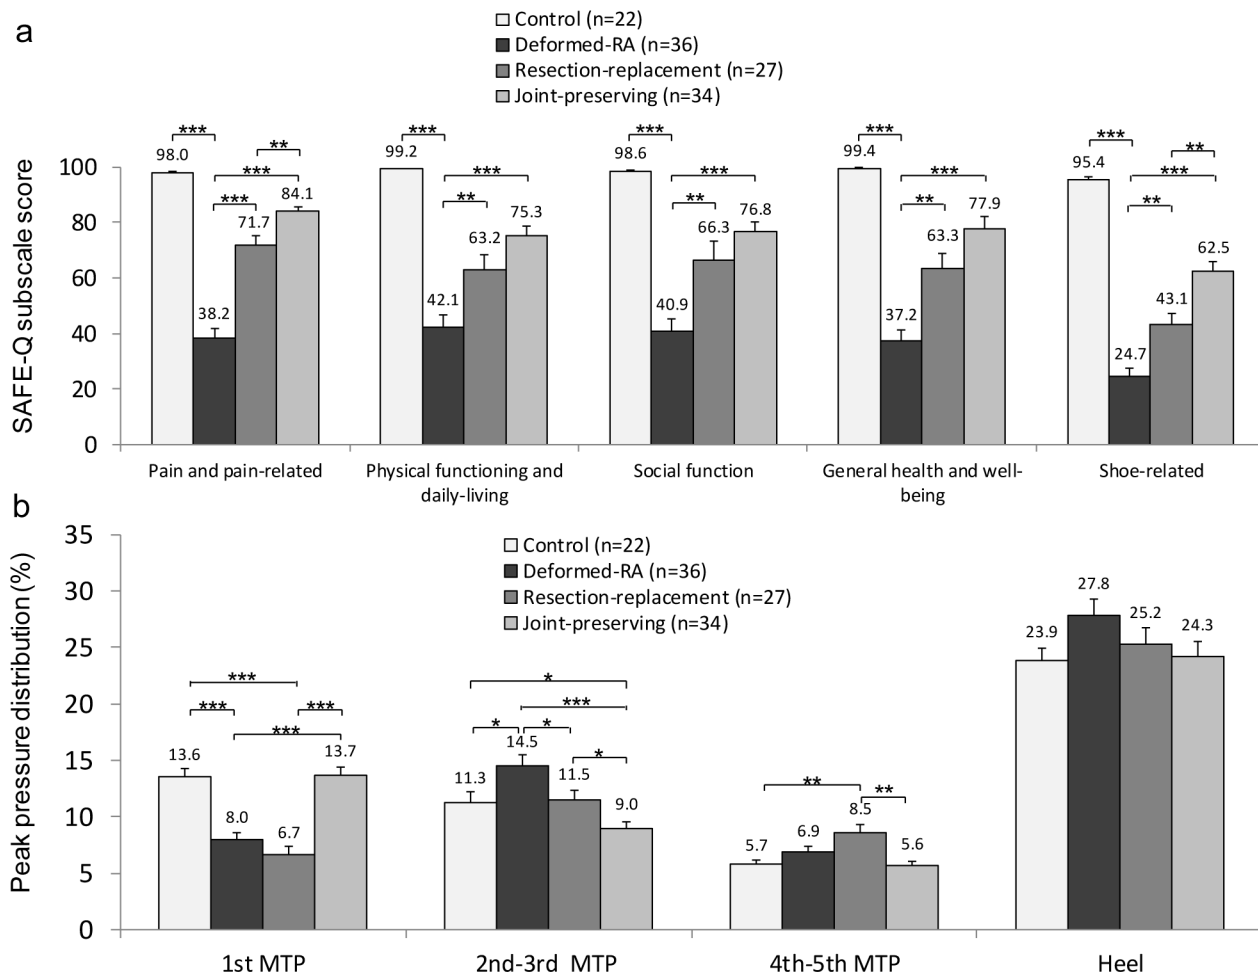 a
Control (n=22)
Deformed-RA (n=36)
Resection-replacement (n=27)
Joint-preserving (n=34)
SAFE-Q subscale score
100
80
60
40
20
0
*** ** *** ***
98.0 38.2 71.7 84.1
*** *** **
99.2 42.1 63.2 75.3
*** *** **
98.6 40.9 66.3 76.8
*** *** **
99.4 37.2 63.3 77.9
*** ** *** **
95.4 24.7 43.1 62.5
Pain and pain-related
Physical functioning and
daily-living
Social function
General health and well-
being
Shoe-related
b
Control (n=22)
Deformed-RA (n=36)
Resection-replacement (n=27)
Joint-preserving (n=34)
Peak pressure distribution (%)
35
30
25
20
15
10
5
0
*** *** *** ***
13.6 8.0 6.7 13.7
* *** * * *
11.3 14.5 11.5 9.0
** **
5.7 6.9 8.5 5.6
23.9 27.8 25.2 24.3
1st MTP
2nd-3rd MTP
4th-5th MTP
Heel